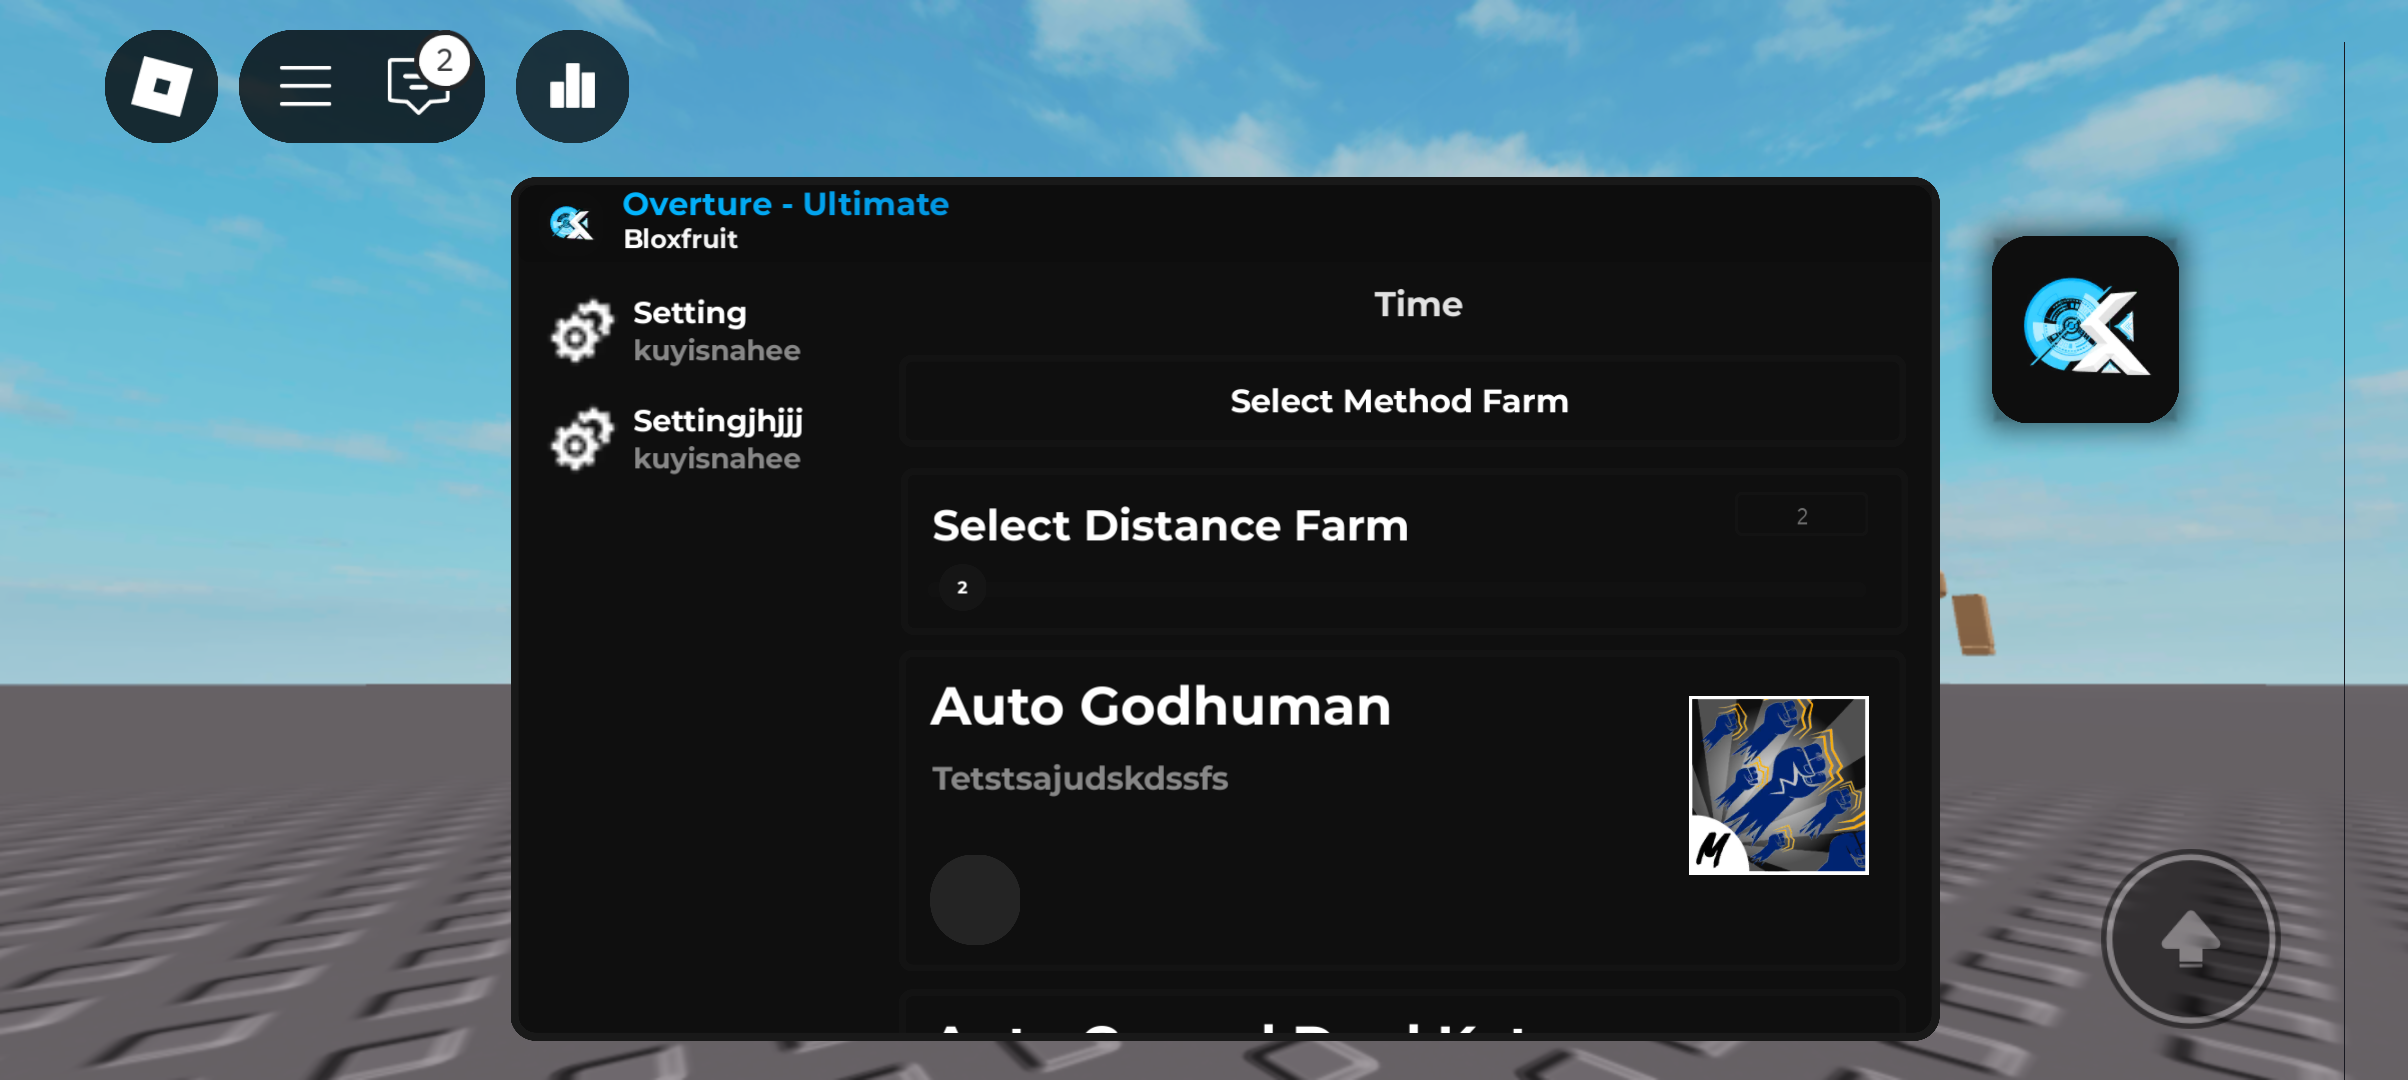 2
Overture - Ultimate
Bloxfruit
Setting
kuyisnahee
Settingjhjjj
kuyisnahee
Time
Select Method Farm
Select Distance Farm
2
2
Auto Godhuman
Tetstsajudskdssfs
M